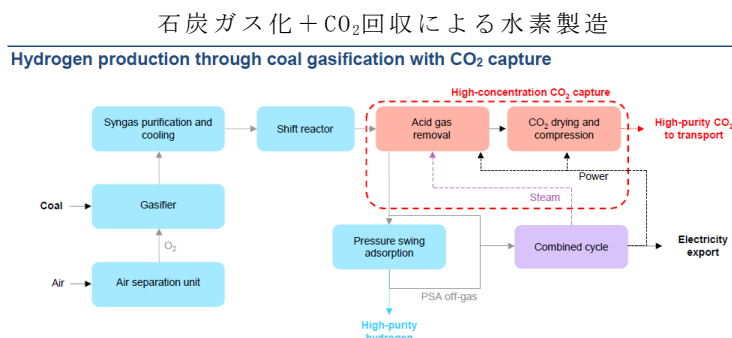 石炭ガス化＋CO₂回収による水素製造
Hydrogen production through coal gasification with CO₂ capture
High-concentration CO₂ capture
Syngas purification and
cooling
Shift reactor
Acid gas
removal
CO₂ drying and
compression
High-purity CO₂
to transport
Power
Steam
Coal
Gasifier
O₂
Pressure swing
adsorption
Combined cycle
Electricity
export
Air
Air separation unit
PSA off-gas
High-purity
hydrogen